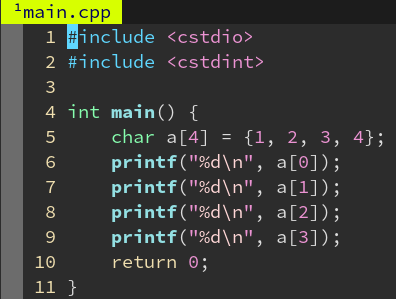 ¹main.cpp
1 #include <cstdio>
2 #include <cstdint>
3
4 int main() {
5     char a[4] = {1, 2, 3, 4};
6     printf("%d\n", a[0]);
7     printf("%d\n", a[1]);
8     printf("%d\n", a[2]);
9     printf("%d\n", a[3]);
10     return 0;
11 }